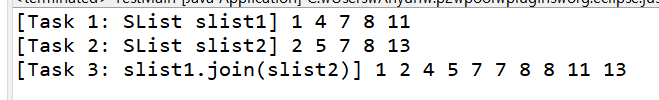 [Task 1: SList slist1] 1 4 7 8 11
[Task 2: SList slist2] 2 5 7 8 13
[Task 3: slist1.join(slist2)] 1 2 4 5 7 7 8 8 11 13